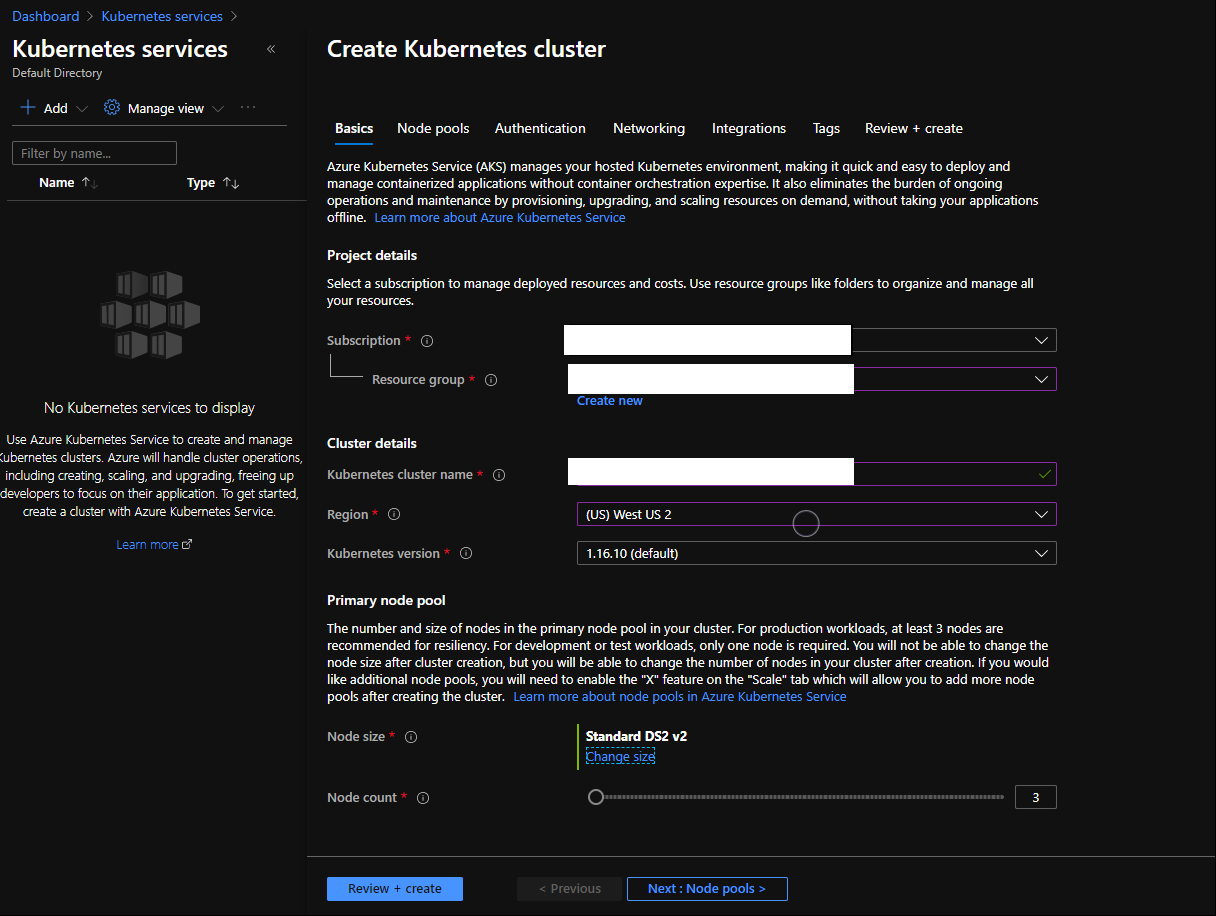 Dashboard > Kubernetes services >
Kubernetes services «
Default Directory
+ Add Manage view ...
Filter by name...
Name ↑↓ Type ↑↓
No Kubernetes services to display
Use Azure Kubernetes Service to create and manage
Kubernetes clusters. Azure will handle cluster operations,
including creating, scaling, and upgrading, freeing up
developers to focus on their application. To get started,
create a cluster with Azure Kubernetes Service.
Learn more
Create Kubernetes cluster
Basics Node pools Authentication Networking Integrations Tags Review + create
Azure Kubernetes Service (AKS) manages your hosted Kubernetes environment, making it quick and easy to deploy and
manage containerized applications without container orchestration expertise. It also eliminates the burden of ongoing
operations and maintenance by provisioning, upgrading, and scaling resources on demand, without taking your applications
offline. Learn more about Azure Kubernetes Service
Project details
Select a subscription to manage deployed resources and costs. Use resource groups like folders to organize and manage all
your resources.
Subscription *
Resource group *
Create new
Cluster details
Kubernetes cluster name *
Region * (US) West US 2
Kubernetes version * 1.16.10 (default)
Primary node pool
The number and size of nodes in the primary node pool in your cluster. For production workloads, at least 3 nodes are
recommended for resiliency. For development or test workloads, only one node is required. You will not be able to change the
node size after cluster creation, but you will be able to change the number of nodes in your cluster after creation. If you would
like additional node pools, you will need to enable the "X" feature on the "Scale" tab which will allow you to add more node
pools after creating the cluster. Learn more about node pools in Azure Kubernetes Service
Node size * Standard DS2 v2
Change size
Node count * 3
Review + create < Previous Next : Node pools >